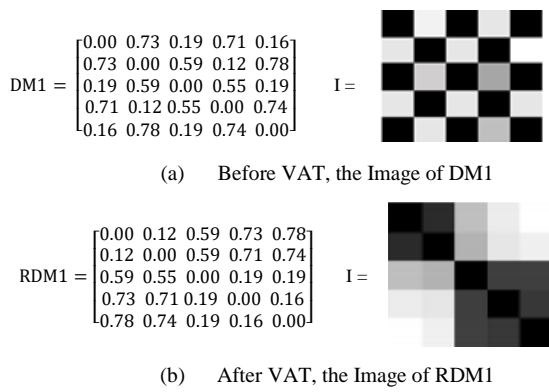 0.00 0.73 0.19 0.71 0.16
0.73 0.00 0.59 0.12 0.78
DM1 = 0.19 0.59 0.00 0.55 0.19 I =
0.71 0.12 0.55 0.00 0.74
0.16 0.78 0.19 0.74 0.00
(a) Before VAT, the Image of DM1
0.00 0.12 0.59 0.73 0.78
0.12 0.00 0.59 0.71 0.74
RDM1 = 0.59 0.55 0.00 0.19 0.19 I =
0.73 0.71 0.19 0.00 0.16
0.78 0.74 0.19 0.16 0.00
(b) After VAT, the Image of RDM1